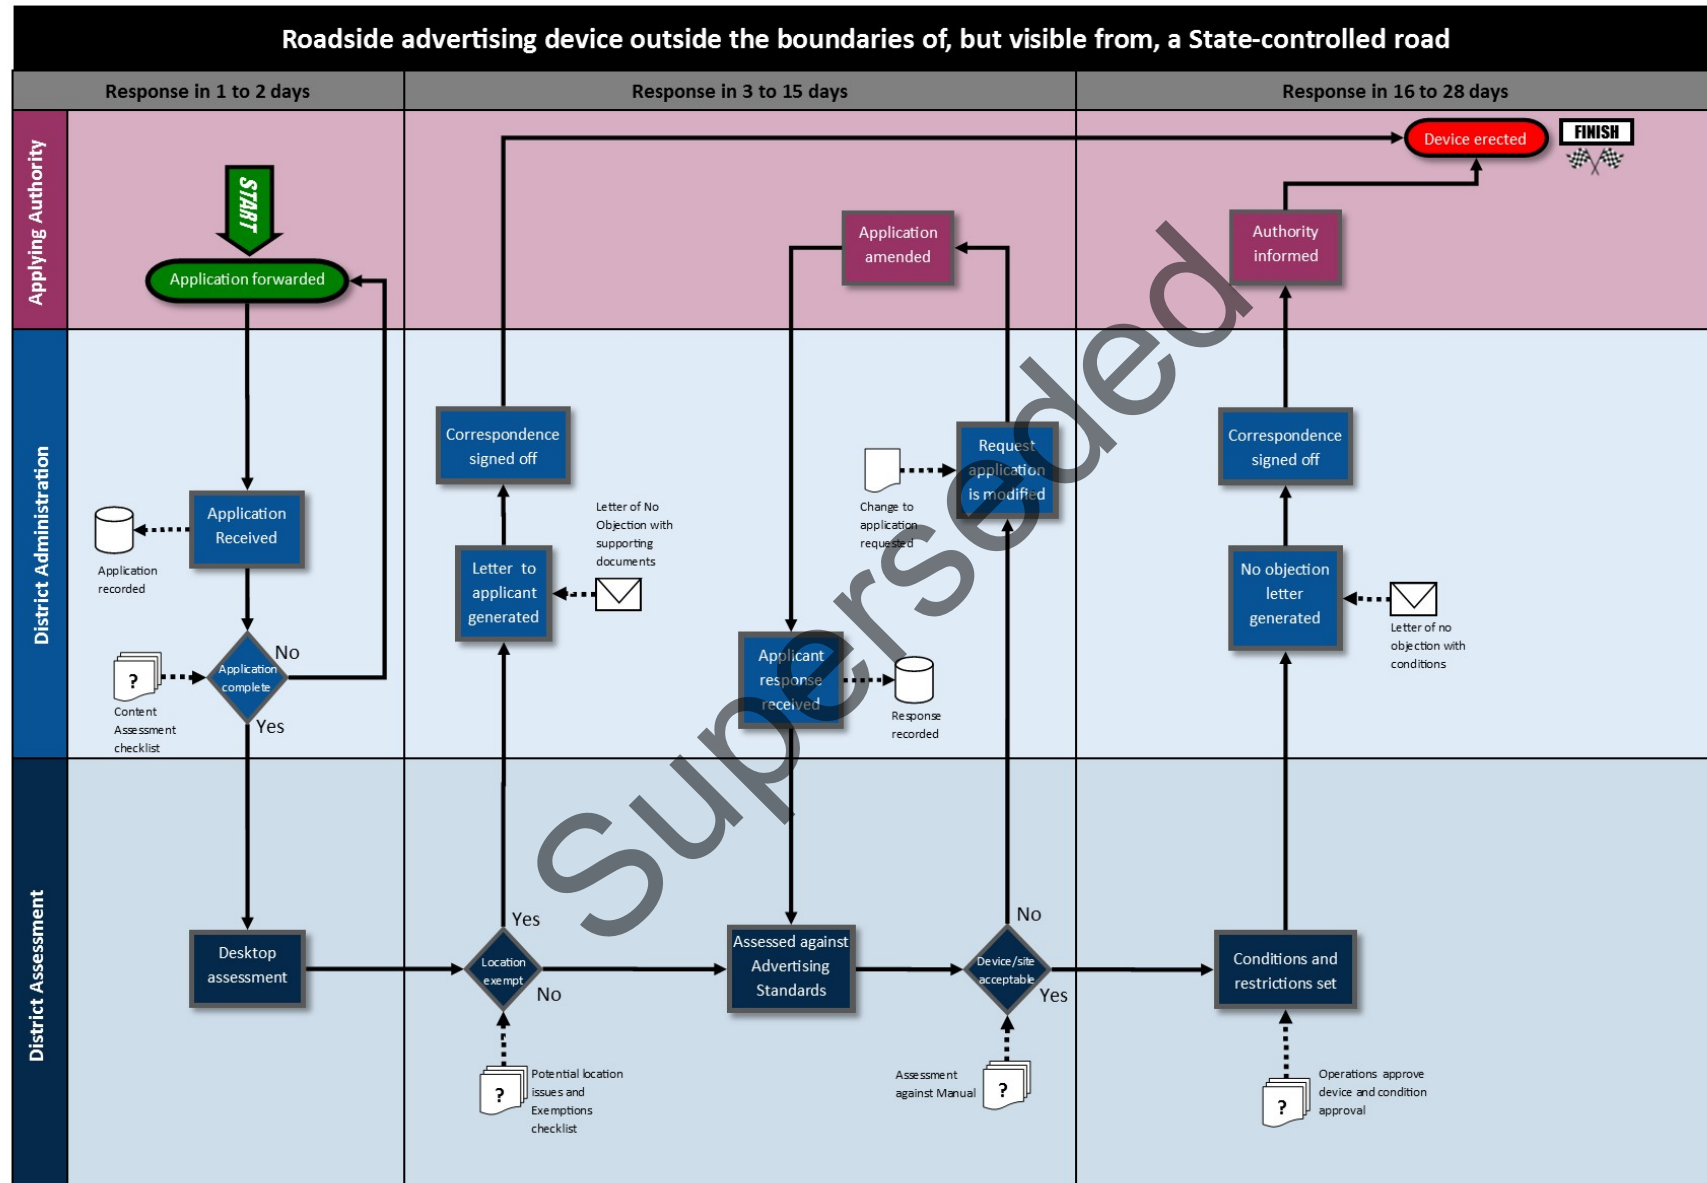 Roadside advertising device outside the boundaries of, but visible from, a State-controlled road
Response in 1 to 2 days
Response in 3 to 15 days
Response in 16 to 28 days
Applying Authority
START
Application forwarded
Application
amended
Authority
informed
Device erected
FINISH
District Administration
Application
Received
Application
recorded
Application
complete
No
Yes
?
Content
Assessment
checklist
Correspondence
signed off
Letter to
applicant
generated
Letter of No
Objection with
supporting
documents
Applicant
response
received
Response
recorded
Request
application
is modified
Change to
application
requested
Correspondence
signed off
No objection
letter
generated
Letter of no
objection with
conditions
District Assessment
Desktop
assessment
Location
exempt
Yes
No
?
Potential location
issues and
Exemptions
checklist
Assessed against
Advertising
Standards
Device/site
acceptable
No
Yes
Assessment
against Manual
?
Conditions and
restrictions set
?
Operations approve
device and condition
approval
Superseded